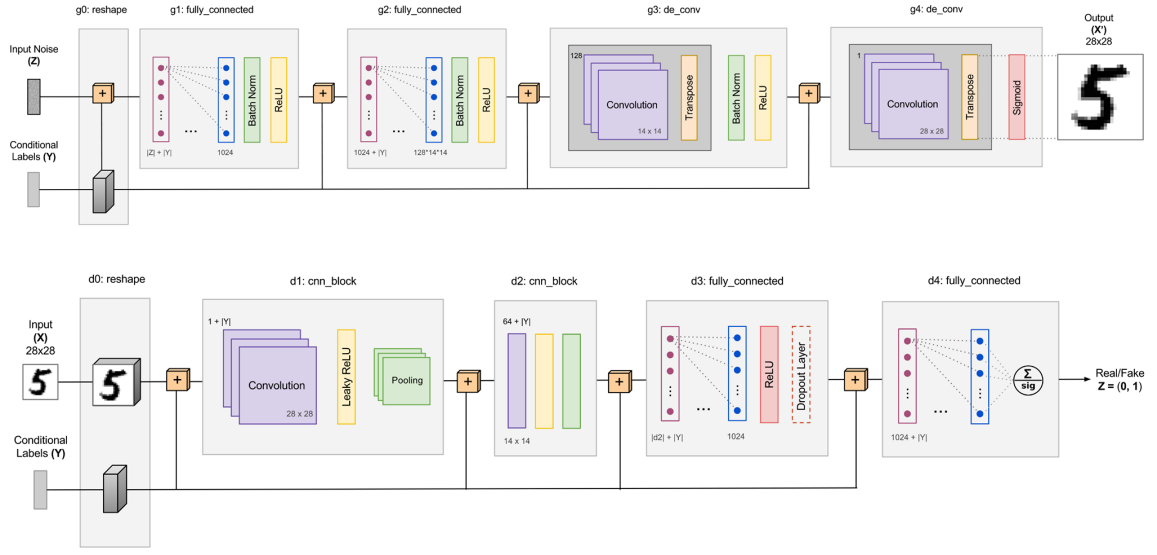 g0: reshape
g1: fully_connected
g2: fully_connected
g3: de_conv
g4: de_conv
Output
(X')
28x28
Input Noise
(Z)
Conditional
Labels (Y)
+
...
|Z| + |Y|
1024
Batch Norm
ReLU
+
...
1024 + |Y|
128*14*14
Batch Norm
ReLU
+
128
Convolution
14 x 14
Transpose
Batch Norm
ReLU
+
1
Convolution
28 x 28
Transpose
Sigmoid
5
d0: reshape
d1: cnn_block
d2: cnn_block
d3: fully_connected
d4: fully_connected
Input
(X)
28x28
5
5
Conditional
Labels (Y)
+
1 + |Y|
Convolution
28 x 28
Leaky ReLU
Pooling
+
64 + |Y|
14 x 14
+
...
|d2| + |Y|
1024
ReLU
Dropout Layer
+
...
1024 + |Y|
Σ
sig
Real/Fake
Z = (0, 1)